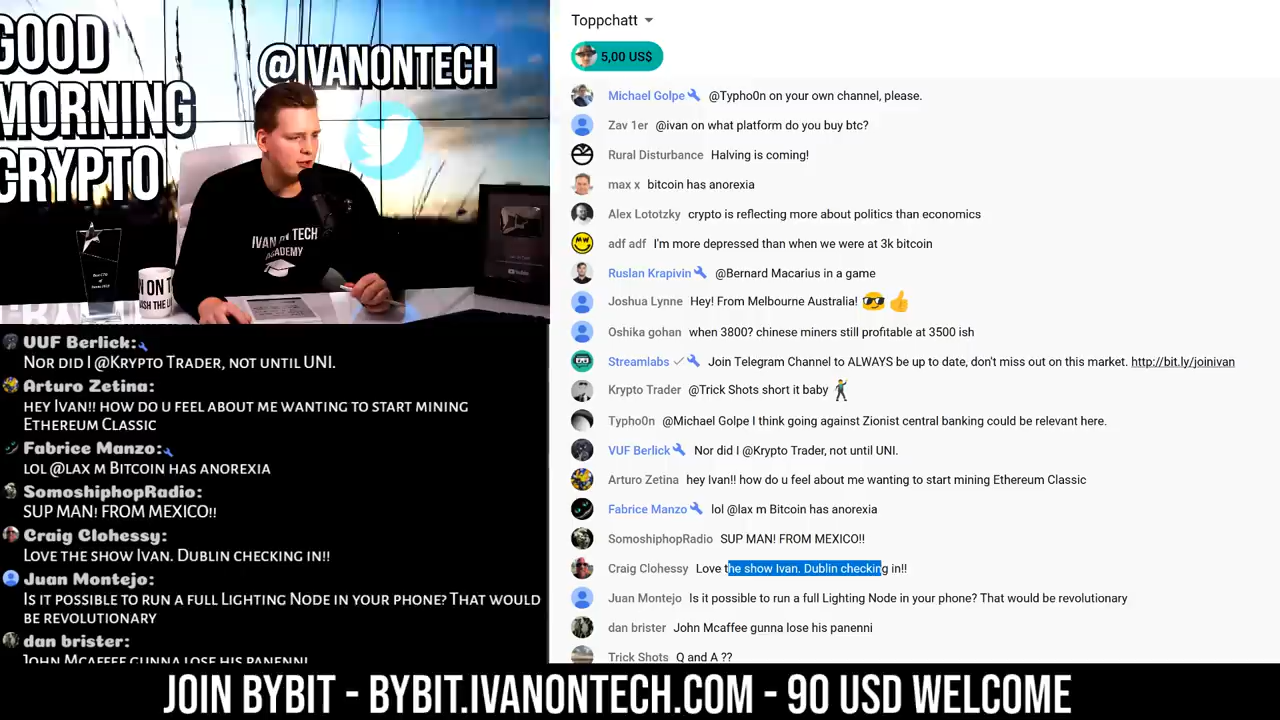 GOOD
MORNING
CRYPTO
@IVANONTECH
IVAN ON TECH
ACADEMY
VUF Berlick:
Nor did I @Krypto Trader, not until UNI.
Arturo Zetina:
hey Ivan!! how do u feel about me wanting to start mining
Ethereum Classic
Fabrice Manzo:
lol @lax m Bitcoin has anorexia
SomoshiphopRadio:
SUP MAN! FROM MEXICO!!
Craig Clohessy:
Love the show Ivan. Dublin checking in!!
Juan Montejo:
Is it possible to run a full Lighting Node in your phone? That would
be revolutionary
dan brister:
John Mcaffee gunna lose his panenni
Toppchatt
5,00 US$
Michael Golpe @Typho0n on your own channel, please.
Zav 1er @ivan on what platform do you buy btc?
Rural Disturbance Halving is coming!
max x bitcoin has anorexia
Alex Lototzky crypto is reflecting more about politics than economics
adf adf I'm more depressed than when we were at 3k bitcoin
Ruslan Krapivin @Bernard Macarius in a game
Joshua Lynne Hey! From Melbourne Australia! 😎👍
Oshika gohan when 3800? chinese miners still profitable at 3500 ish
Streamlabs Join Telegram Channel to ALWAYS be up to date, don't miss out on this market. http://bit.ly/joinivan
Krypto Trader @Trick Shots short it baby 🕺
Typho0n @Michael Golpe I think going against Zionist central banking could be relevant here.
VUF Berlick Nor did I @Krypto Trader, not until UNI.
Arturo Zetina hey Ivan!! how do u feel about me wanting to start mining Ethereum Classic
Fabrice Manzo lol @lax m Bitcoin has anorexia
SomoshiphopRadio SUP MAN! FROM MEXICO!!
Craig Clohessy Love the show Ivan. Dublin checking in!!
Juan Montejo Is it possible to run a full Lighting Node in your phone? That would be revolutionary
dan brister John Mcaffee gunna lose his panenni
Trick Shots Q and A ??
JOIN BYBIT - BYBIT.IVANONTECH.COM - 90 USD WELCOME